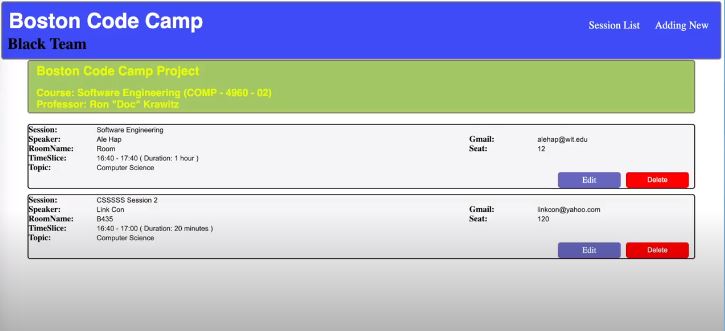 Boston Code Camp
Black Team
Session List Adding New
Boston Code Camp Project
Course: Software Engineering (COMP - 4960 - 02)
Professor: Ron "Doc" Krawitz
Session: Software Engineering
Speaker: Ale Hap Gmail: alehap@wit.edu
RoomName: Room Seat: 12
TimeSlice: 16:40 - 17:40 ( Duration: 1 hour )
Topic: Computer Science
Edit Delete
Session: CSSSSS Session 2
Speaker: Link Con Gmail: linkcon@yahoo.com
RoomName: B435 Seat: 120
TimeSlice: 16:40 - 17:00 ( Duration: 20 minutes )
Topic: Computer Science
Edit Delete